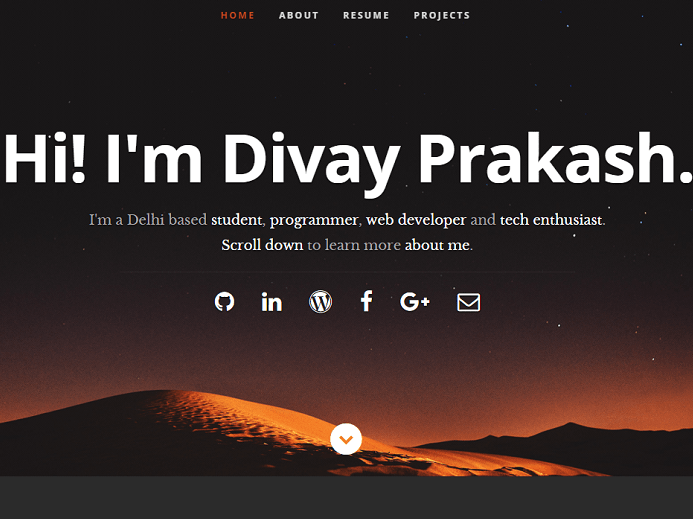 HOME ABOUT RESUME PROJECTS
Hi! I'm Divay Prakash.
I'm a Delhi based student, programmer, web developer and tech enthusiast.
Scroll down to learn more about me.